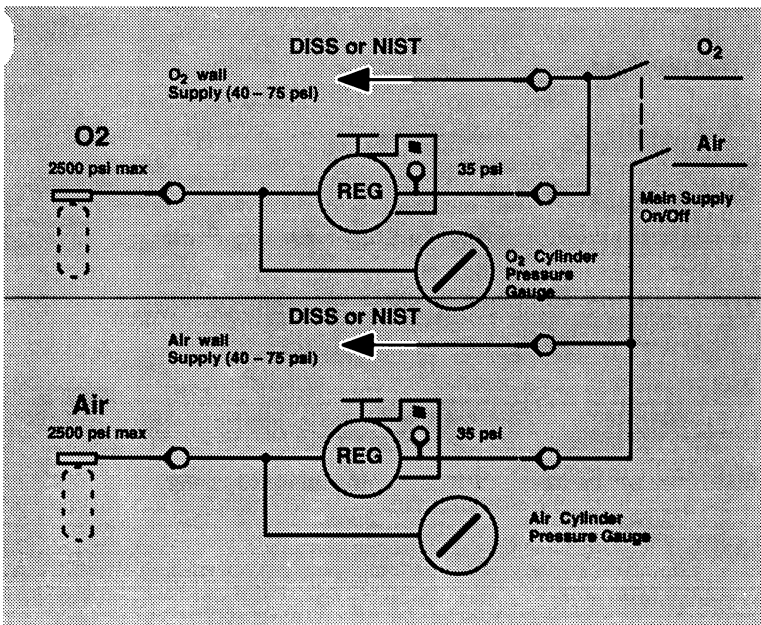 DISS or NIST
O₂
O₂ wall
Supply (40 – 75 psi)
O2
2500 psi max
REG
35 psi
Air
Main Supply
On/Off
O₂ Cylinder
Pressure
Gauge
DISS or NIST
Air wall
Supply (40 – 75 psi)
Air
2500 psi max
REG
35 psi
Air Cylinder
Pressure Gauge